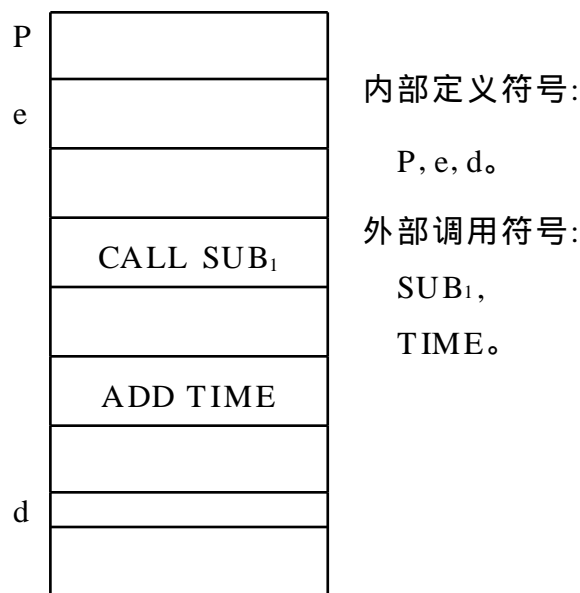 P
e
内部定义符号:
P, e, d。
外部调用符号:
CALL SUB₁
SUB₁,
TIME。
ADD TIME
d